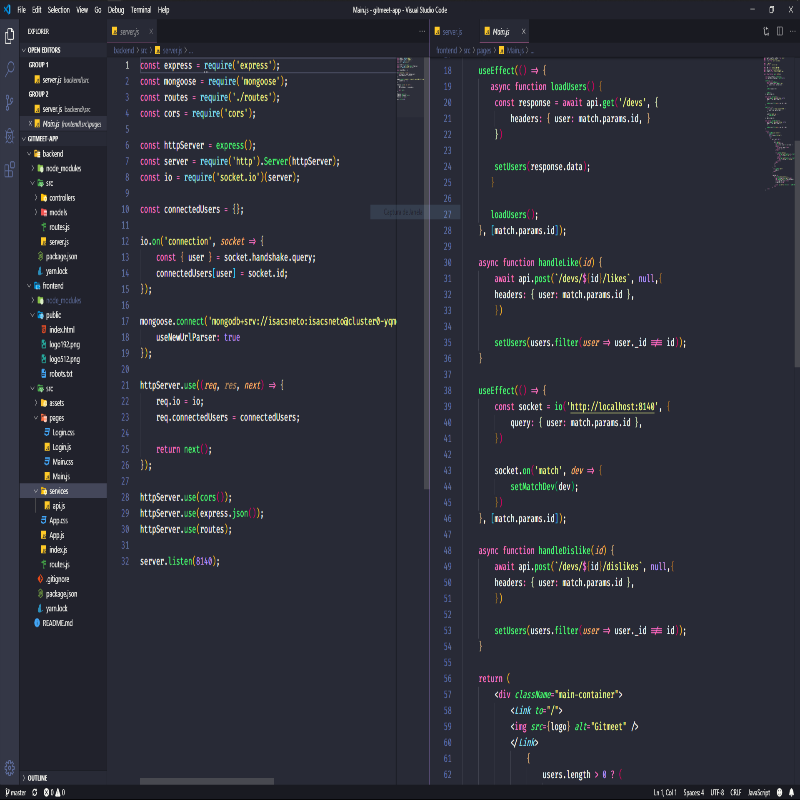 File Edit Selection View Go Debug Terminal Help
Main.js - gitmeet-app - Visual Studio Code
EXPLORER
OPEN EDITORS
GROUP 1
server.js backend\src
GROUP 2
server.js backend\src
Main.js frontend\src\pages
GITMEET-APP
backend
node_modules
src
controllers
models
routes.js
server.js
package.json
yarn.lock
frontend
node_modules
public
index.html
logo192.png
logo512.png
robots.txt
src
assets
pages
Login.css
Login.js
Main.css
Main.js
services
api.js
App.css
App.js
index.js
routes.js
.gitignore
package.json
yarn.lock
README.md
OUTLINE
server.js
backend > src > server.js > ...
1 const express = require('express');
2 const mongoose = require('mongoose');
3 const routes = require('./routes');
4 const cors = require('cors');
5
6 const httpServer = express();
7 const server = require('http').Server(httpServer);
8 const io = require('socket.io')(server);
9
10 const connectedUsers = {};
11
12 io.on('connection', socket => {
13 const { user } = socket.handshake.query;
14 connectedUsers[user] = socket.id;
15 });
16
17 mongoose.connect('mongodb+srv://isacsneto:isacsneto@cluster0-yqm
18 useNewUrlParser: true
19 });
20
21 httpServer.use((req, res, next) => {
22 req.io = io;
23 req.connectedUsers = connectedUsers;
24
25 return next();
26 });
27
28 httpServer.use(cors());
29 httpServer.use(express.json());
30 httpServer.use(routes);
31
32 server.listen(8140);
server.js Main.js
frontend > src > pages > Main.js > ...
18 useEffect(() => {
19 async function loadUsers() {
20 const response = await api.get('/devs', {
21 headers: { user: match.params.id, }
22 })
23
24 setUsers(response.data);
25 }
26
27 loadUsers();
28 }, [match.params.id]);
29
30 async function handleLike(id) {
31 await api.post(`/devs/${id}/likes`, null,{
32 headers: { user: match.params.id },
33 })
34
35 setUsers(users.filter(user => user._id !== id));
36 }
37
38 useEffect(() => {
39 const socket = io('http://localhost:8140', {
40 query: { user: match.params.id },
41 })
42
43 socket.on('match', dev => {
44 setMatchDev(dev);
45 })
46 }, [match.params.id]);
47
48 async function handleDislike(id) {
49 await api.post(`/devs/${id}/dislikes`, null,{
50 headers: { user: match.params.id },
51 })
52
53 setUsers(users.filter(user => user._id !== id));
54 }
55
56 return (
57 <div className="main-container">
58 <Link to="/">
59 <img src={logo} alt="Gitmeet" />
60 </Link>
61 {
62 users.length > 0 ? (
master 0 0
Ln 1, Col 1 Spaces: 4 UTF-8 CRLF JavaScript